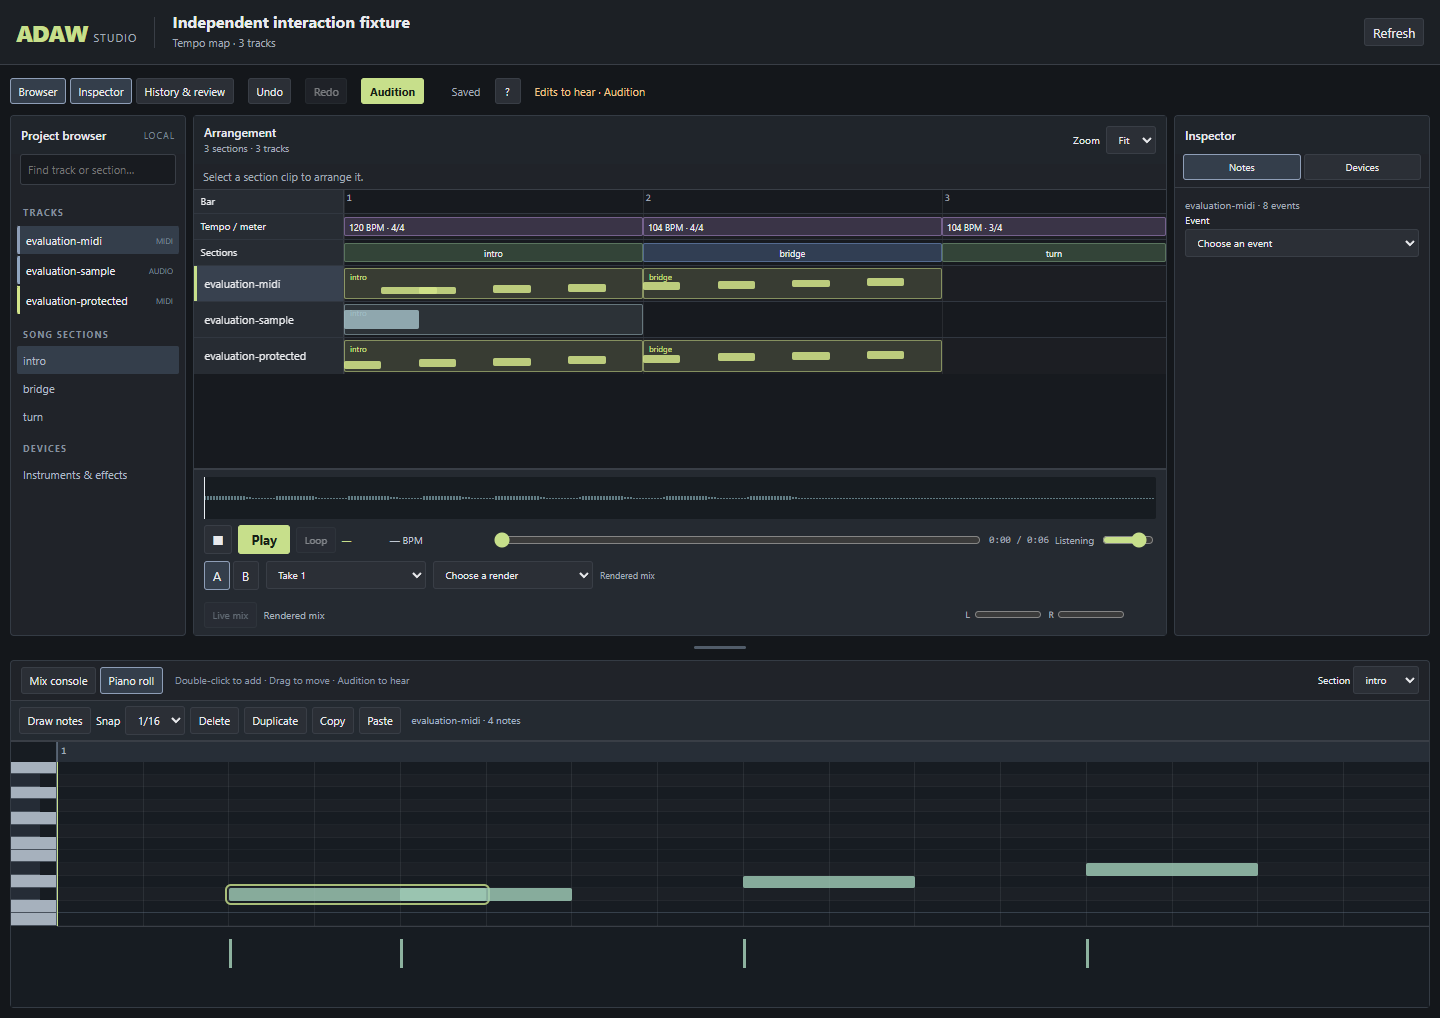 ADAW STUDIO
Independent interaction fixture
Tempo map · 3 tracks
Refresh
Browser
Inspector
History & review
Undo
Redo
Audition
Saved
?
Edits to hear · Audition
Project browser
LOCAL
Find track or section...
TRACKS
evaluation-midi MIDI
evaluation-sample AUDIO
evaluation-protected MIDI
SONG SECTIONS
intro
bridge
turn
DEVICES
Instruments & effects
Arrangement
3 sections · 3 tracks
Zoom Fit
Select a section clip to arrange it.
Bar 1 2 3
Tempo / meter 120 BPM · 4/4 104 BPM · 4/4 104 BPM · 3/4
Sections intro bridge turn
evaluation-midi intro bridge
evaluation-sample
evaluation-protected intro bridge
Play
Loop — — BPM
0:00 / 0:06 Listening
A B Take 1 Choose a render Rendered mix
Live mix Rendered mix
L R
Inspector
Notes Devices
evaluation-midi · 8 events
Event
Choose an event
Mix console Piano roll Double-click to add · Drag to move · Audition to hear
Section intro
Draw notes Snap 1/16 Delete Duplicate Copy Paste evaluation-midi · 4 notes
1